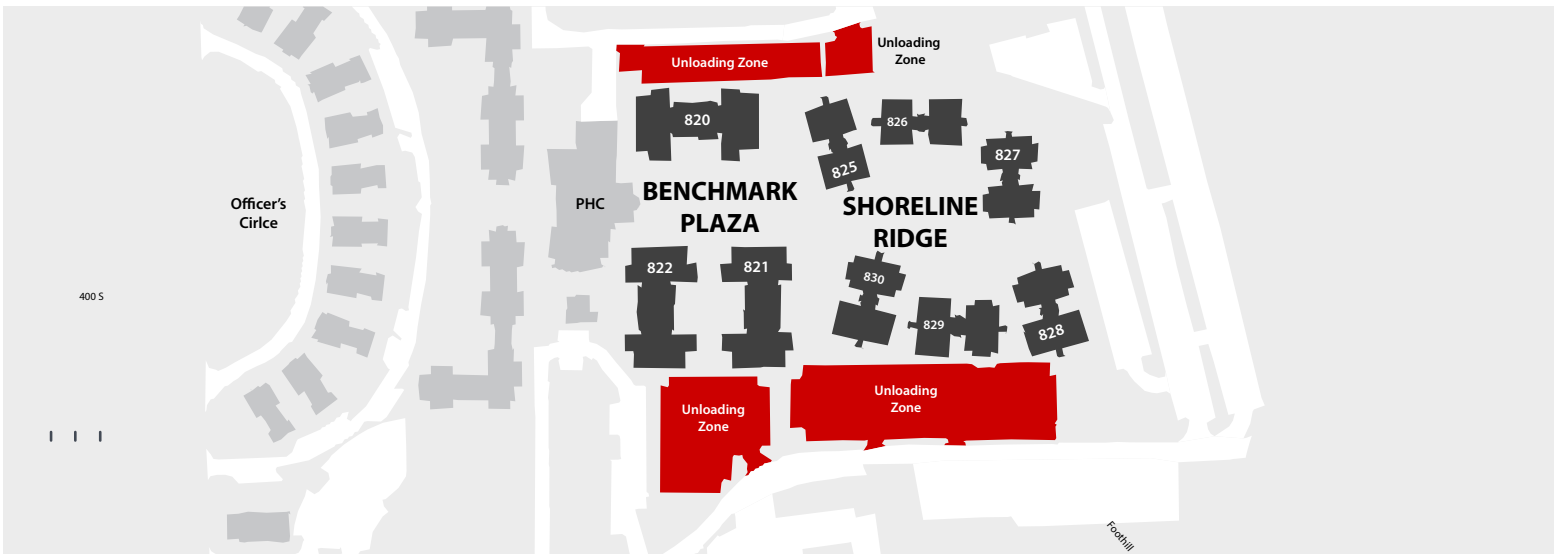 Unloading
Zone
Unloading Zone
820
826
825
827
BENCHMARK
PLAZA
SHORELINE
RIDGE
Officer's
Cirlce
PHC
822
821
830
829
828
400 S
Unloading
Zone
Unloading
Zone
Foothill